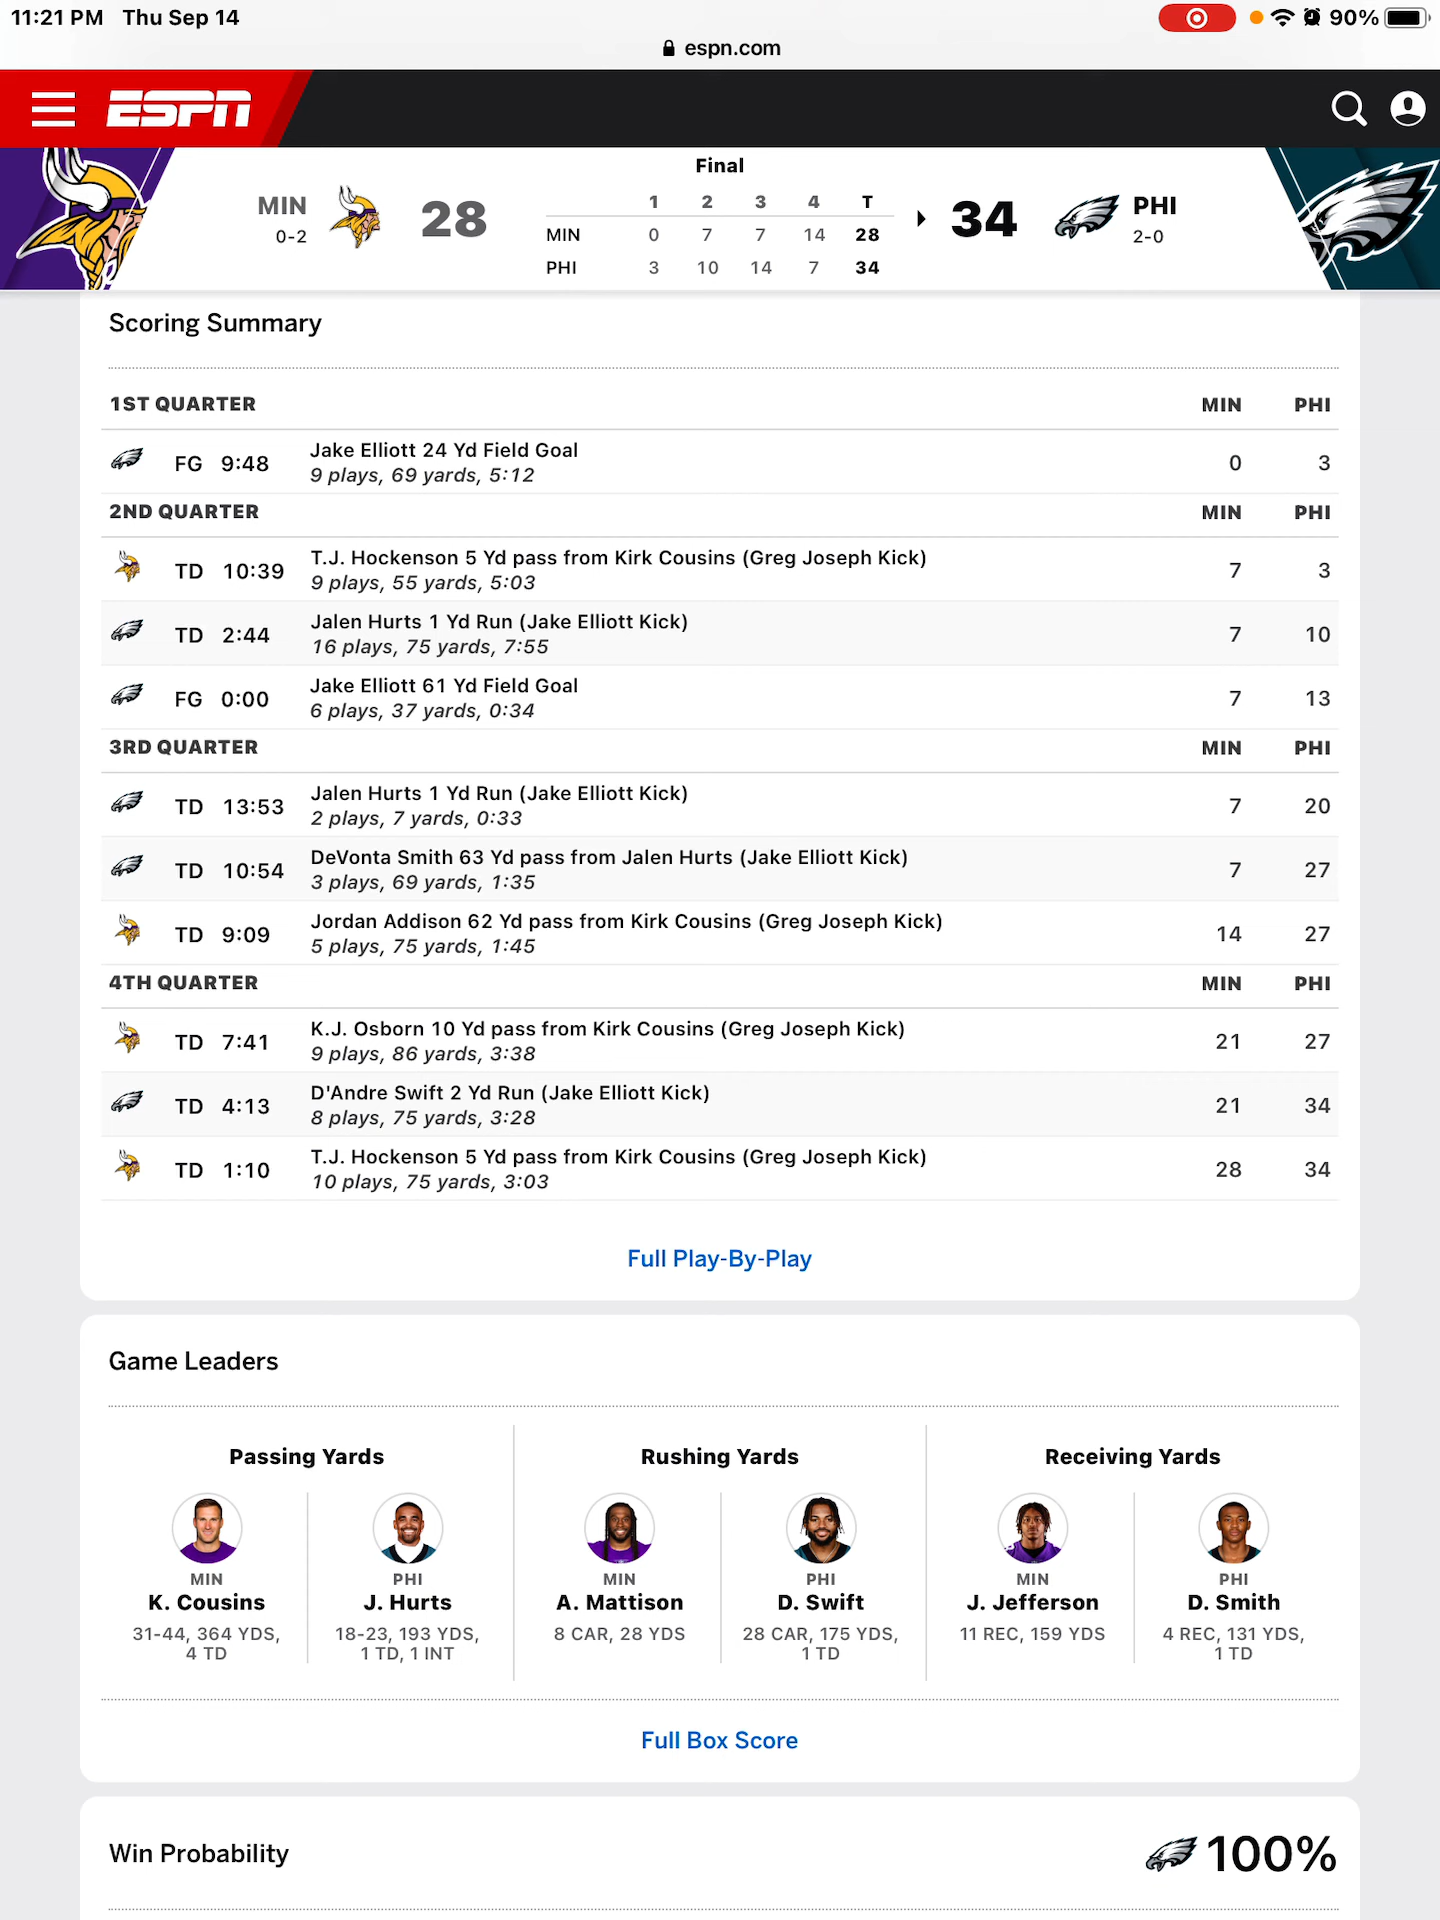 11:21 PM Thu Sep 14
90%
espn.com
ESPN
Final
MIN
0-2
28
1 2 3 4 T
MIN 0 7 7 14 28
PHI 3 10 14 7 34
34
PHI
2-0
Scoring Summary
1ST QUARTER MIN PHI
FG 9:48 Jake Elliott 24 Yd Field Goal 0 3
9 plays, 69 yards, 5:12
2ND QUARTER MIN PHI
TD 10:39 T.J. Hockenson 5 Yd pass from Kirk Cousins (Greg Joseph Kick) 7 3
9 plays, 55 yards, 5:03
TD 2:44 Jalen Hurts 1 Yd Run (Jake Elliott Kick) 7 10
16 plays, 75 yards, 7:55
FG 0:00 Jake Elliott 61 Yd Field Goal 7 13
6 plays, 37 yards, 0:34
3RD QUARTER MIN PHI
TD 13:53 Jalen Hurts 1 Yd Run (Jake Elliott Kick) 7 20
2 plays, 7 yards, 0:33
TD 10:54 DeVonta Smith 63 Yd pass from Jalen Hurts (Jake Elliott Kick) 7 27
3 plays, 69 yards, 1:35
TD 9:09 Jordan Addison 62 Yd pass from Kirk Cousins (Greg Joseph Kick) 14 27
5 plays, 75 yards, 1:45
4TH QUARTER MIN PHI
TD 7:41 K.J. Osborn 10 Yd pass from Kirk Cousins (Greg Joseph Kick) 21 27
9 plays, 86 yards, 3:38
TD 4:13 D'Andre Swift 2 Yd Run (Jake Elliott Kick) 21 34
8 plays, 75 yards, 3:28
TD 1:10 T.J. Hockenson 5 Yd pass from Kirk Cousins (Greg Joseph Kick) 28 34
10 plays, 75 yards, 3:03
Full Play-By-Play
Game Leaders
Passing Yards
MIN
K. Cousins
31-44, 364 YDS,
4 TD
PHI
J. Hurts
18-23, 193 YDS,
1 TD, 1 INT
Rushing Yards
MIN
A. Mattison
8 CAR, 28 YDS
PHI
D. Swift
28 CAR, 175 YDS,
1 TD
Receiving Yards
MIN
J. Jefferson
11 REC, 159 YDS
PHI
D. Smith
4 REC, 131 YDS,
1 TD
Full Box Score
Win Probability
100%